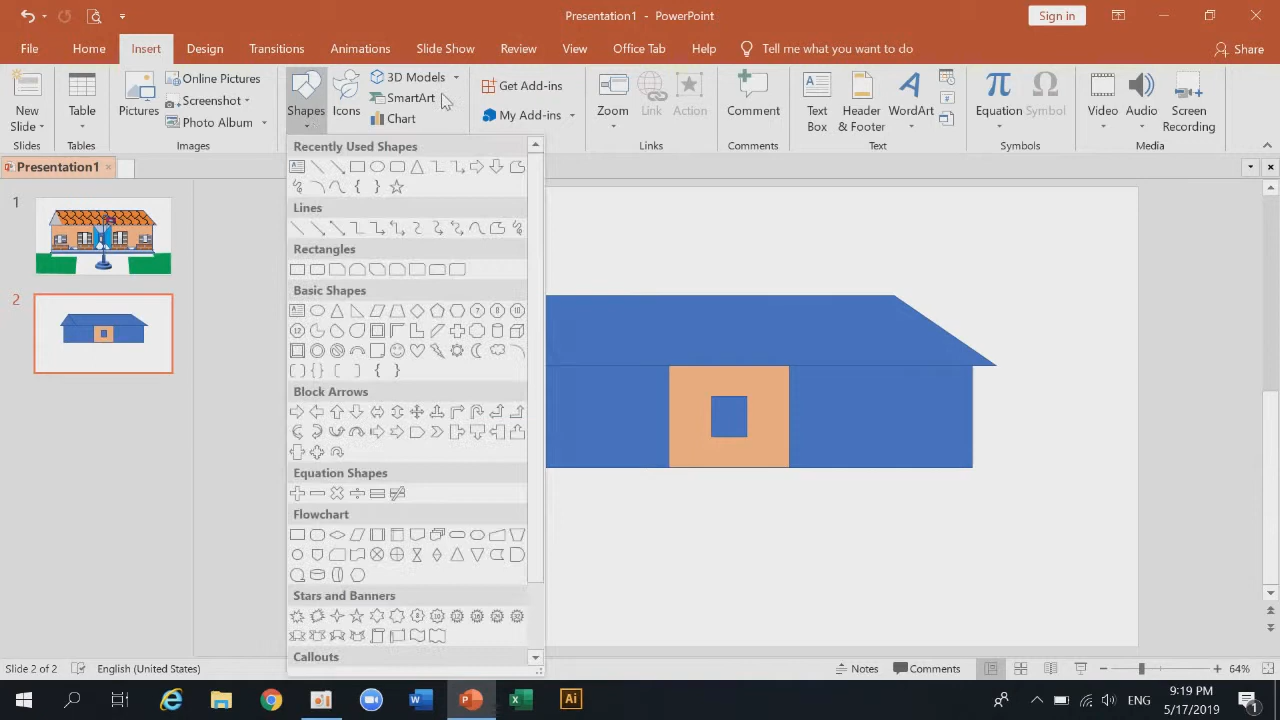 Presentation1 - PowerPoint
Sign in
File Home Insert Design Transitions Animations Slide Show Review View Office Tab Help Tell me what you want to do Share
New Slide
Table
Pictures
Online Pictures
Screenshot
Photo Album
Shapes
Icons
3D Models
SmartArt
Chart
Get Add-ins
My Add-ins
Zoom
Link
Action
Comment
Text Box
Header & Footer
WordArt
Equation
Symbol
Video
Audio
Screen Recording
Slides
Tables
Images
Links
Comments
Text
Symbols
Media
Presentation1
Recently Used Shapes
Lines
Rectangles
Basic Shapes
Block Arrows
Equation Shapes
Flowchart
Stars and Banners
Callouts
1
2
Slide 2 of 2
English (United States)
Notes
Comments
64%
ENG
9:19 PM
5/17/2019